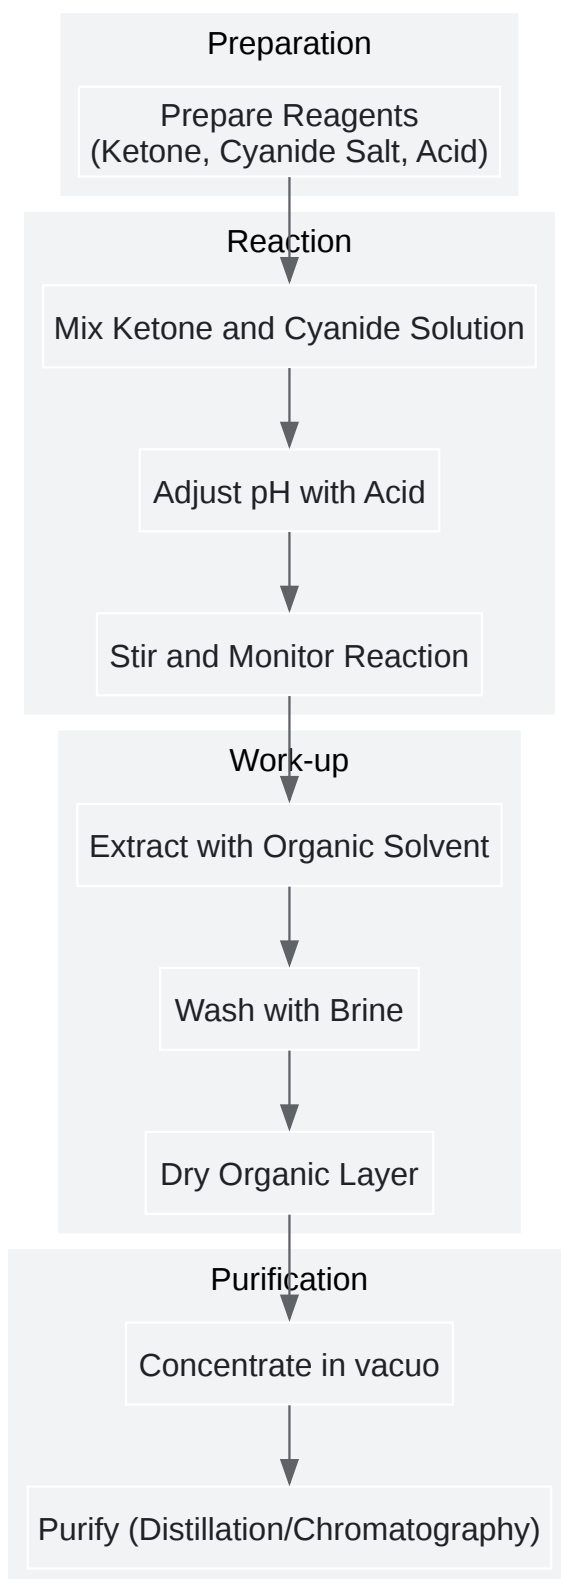 Preparation
Prepare Reagents
(Ketone, Cyanide Salt, Acid)
Reaction
Mix Ketone and Cyanide Solution
Adjust pH with Acid
Stir and Monitor Reaction
Work-up
Extract with Organic Solvent
Wash with Brine
Dry Organic Layer
Purification
Concentrate in vacuo
Purify (Distillation/Chromatography)